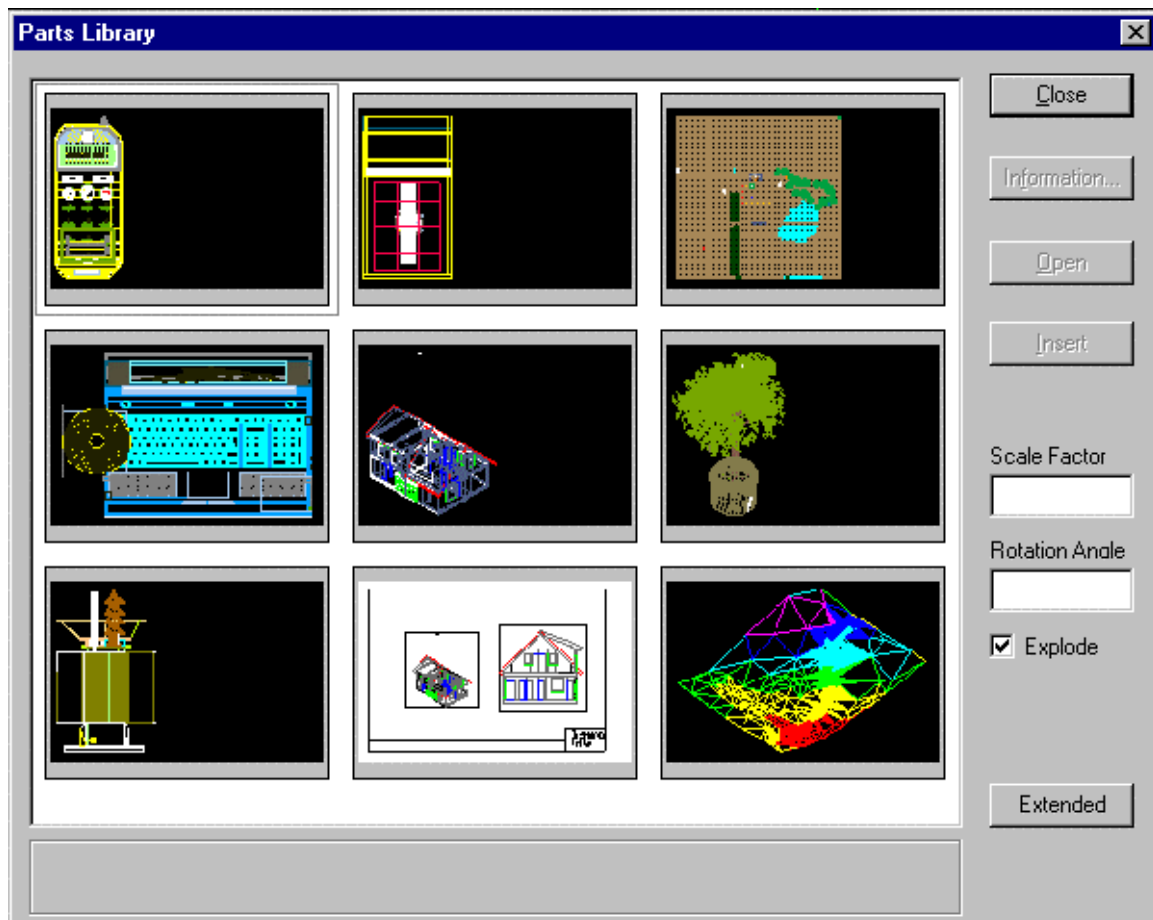 Parts Library
Close
Information...
Open
Insert
Scale Factor
Rotation Angle
Explode
Extended